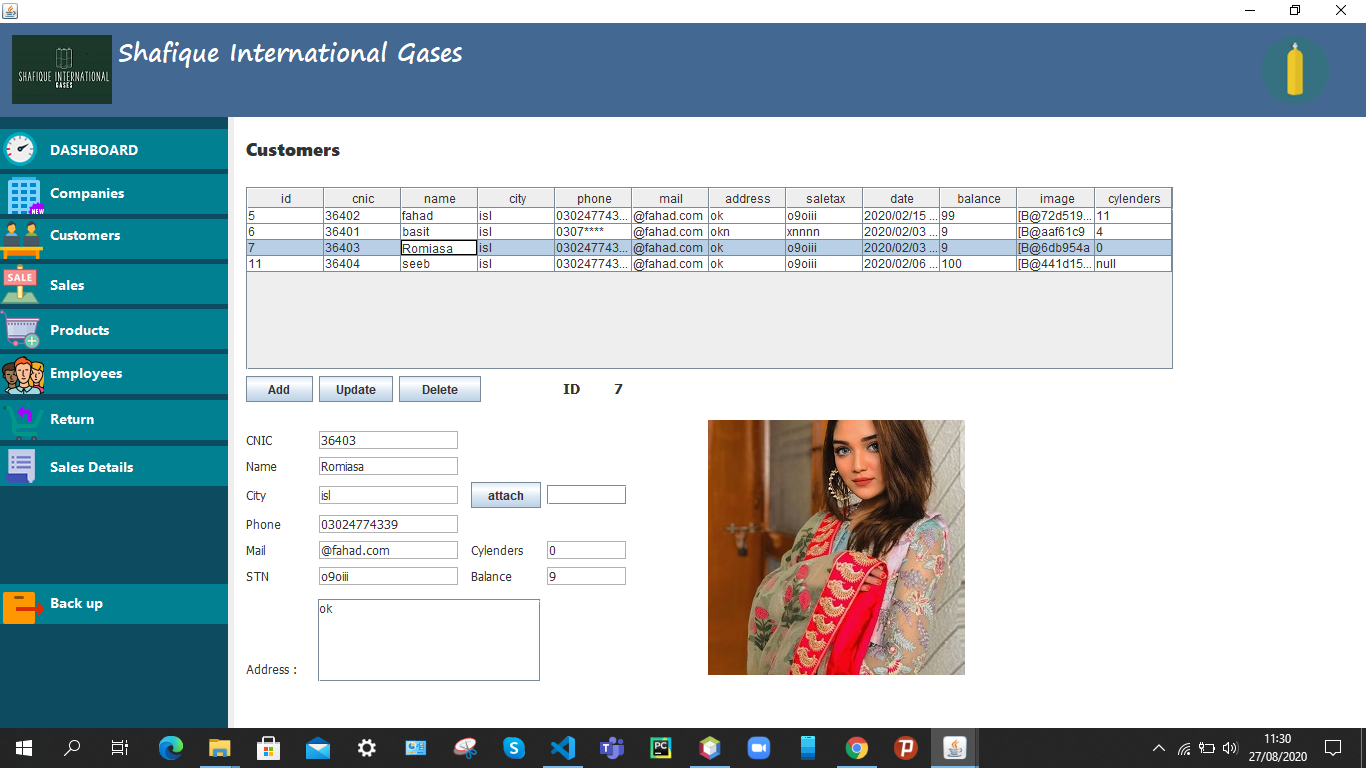 SHAFIQUE INTERNATIONAL
GASES
Shafique International Gases
DASHBOARD
Companies
NEW
Customers
SALE
Sales
Products
Employees
Return
Sales Details
Back up
Customers
id cnic name city phone mail address saletax date balance image cylenders
5 36402 fahad isl 030247743... @fahad.com ok o9oiii 2020/02/15 ... 99 [B@72d519... 11
6 36401 basit isl 0307**** @fahad.com okn xnnnn 2020/02/03 ... 9 [B@aaf61c9 4
7 36403 Romiasa isl 030247743... @fahad.com ok o9oiii 2020/02/03 ... 9 [B@6db954a 0
11 36404 seeb isl 030247743... @fahad.com ok o9oiii 2020/02/06 ... 100 [B@441d15... null
Add Update Delete ID 7
CNIC 36403
Name Romiasa
City isl attach
Phone 03024774339
Mail @fahad.com Cylenders 0
STN o9oiii Balance 9
Address : ok
11:30
27/08/2020